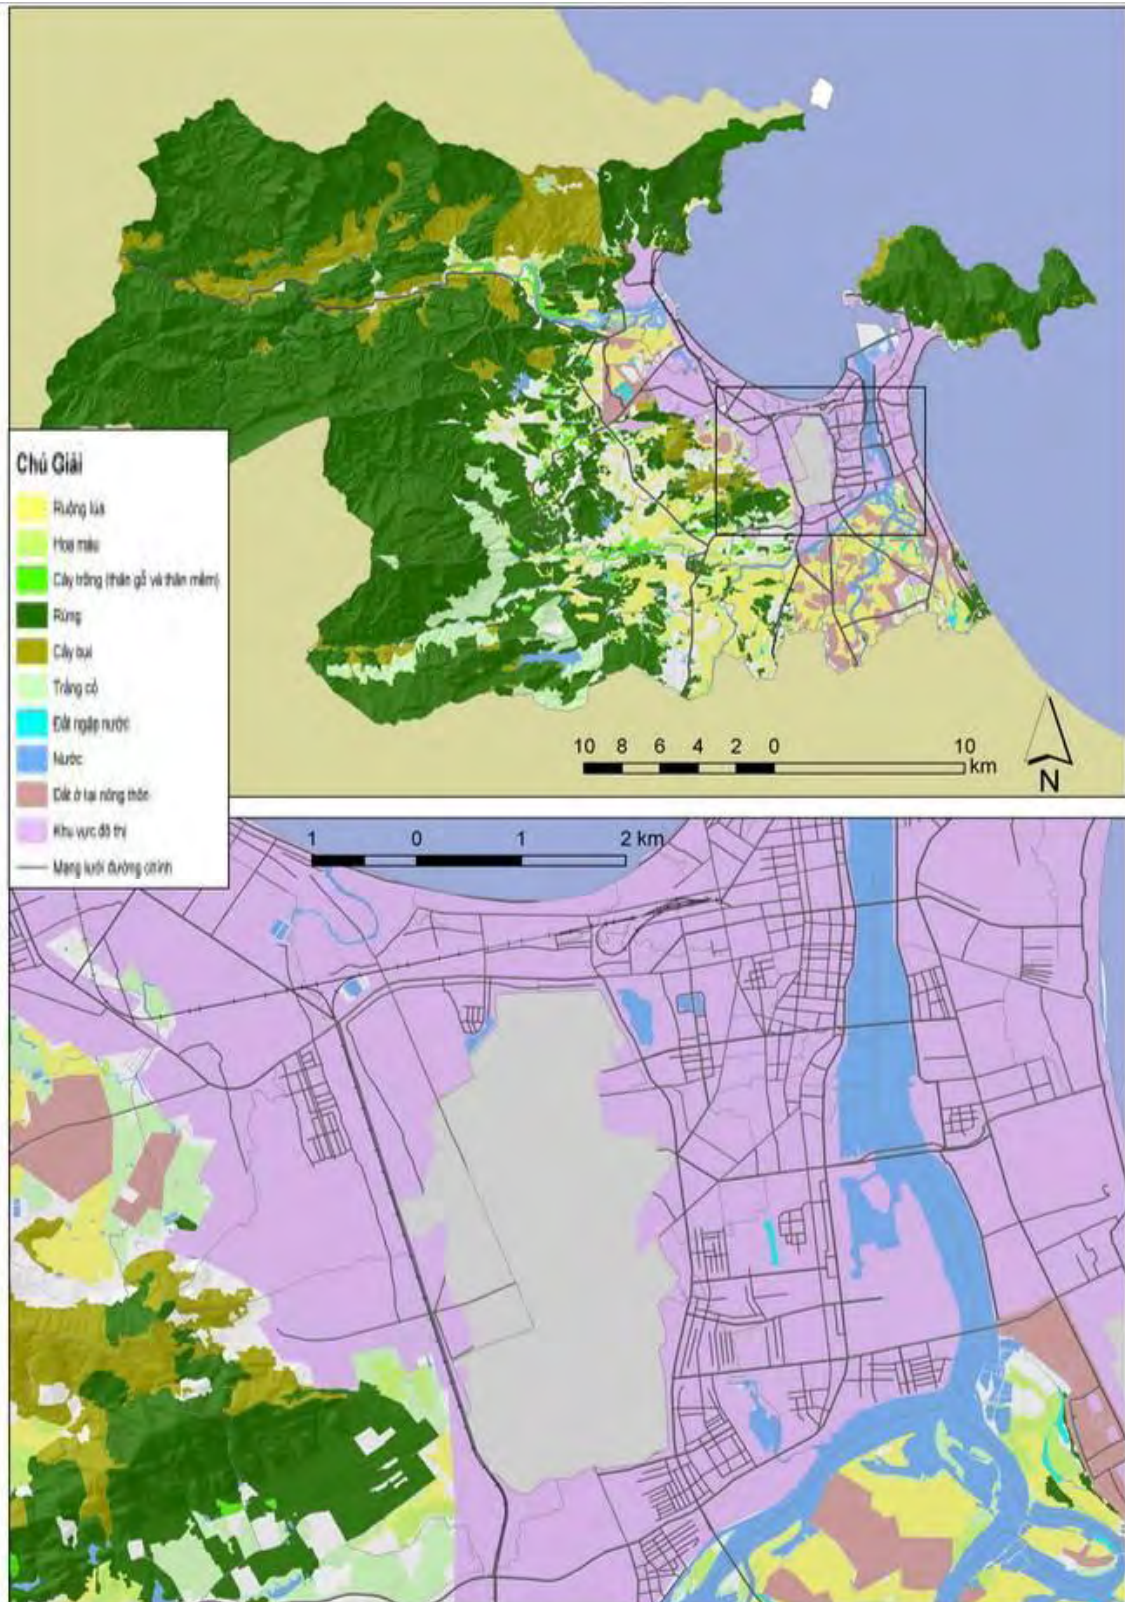 Chú Giải
Ruộng lúa
Hoa màu
Cây trồng (thân gỗ và thân mềm)
Rừng
Cây bụi
Trảng cỏ
Đất ngập nước
Nước
Đất ở tại nông thôn
Khu vực đô thị
Mạng lưới đường chính
10 8 6 4 2 0 10
km
N
1 0 1 2 km